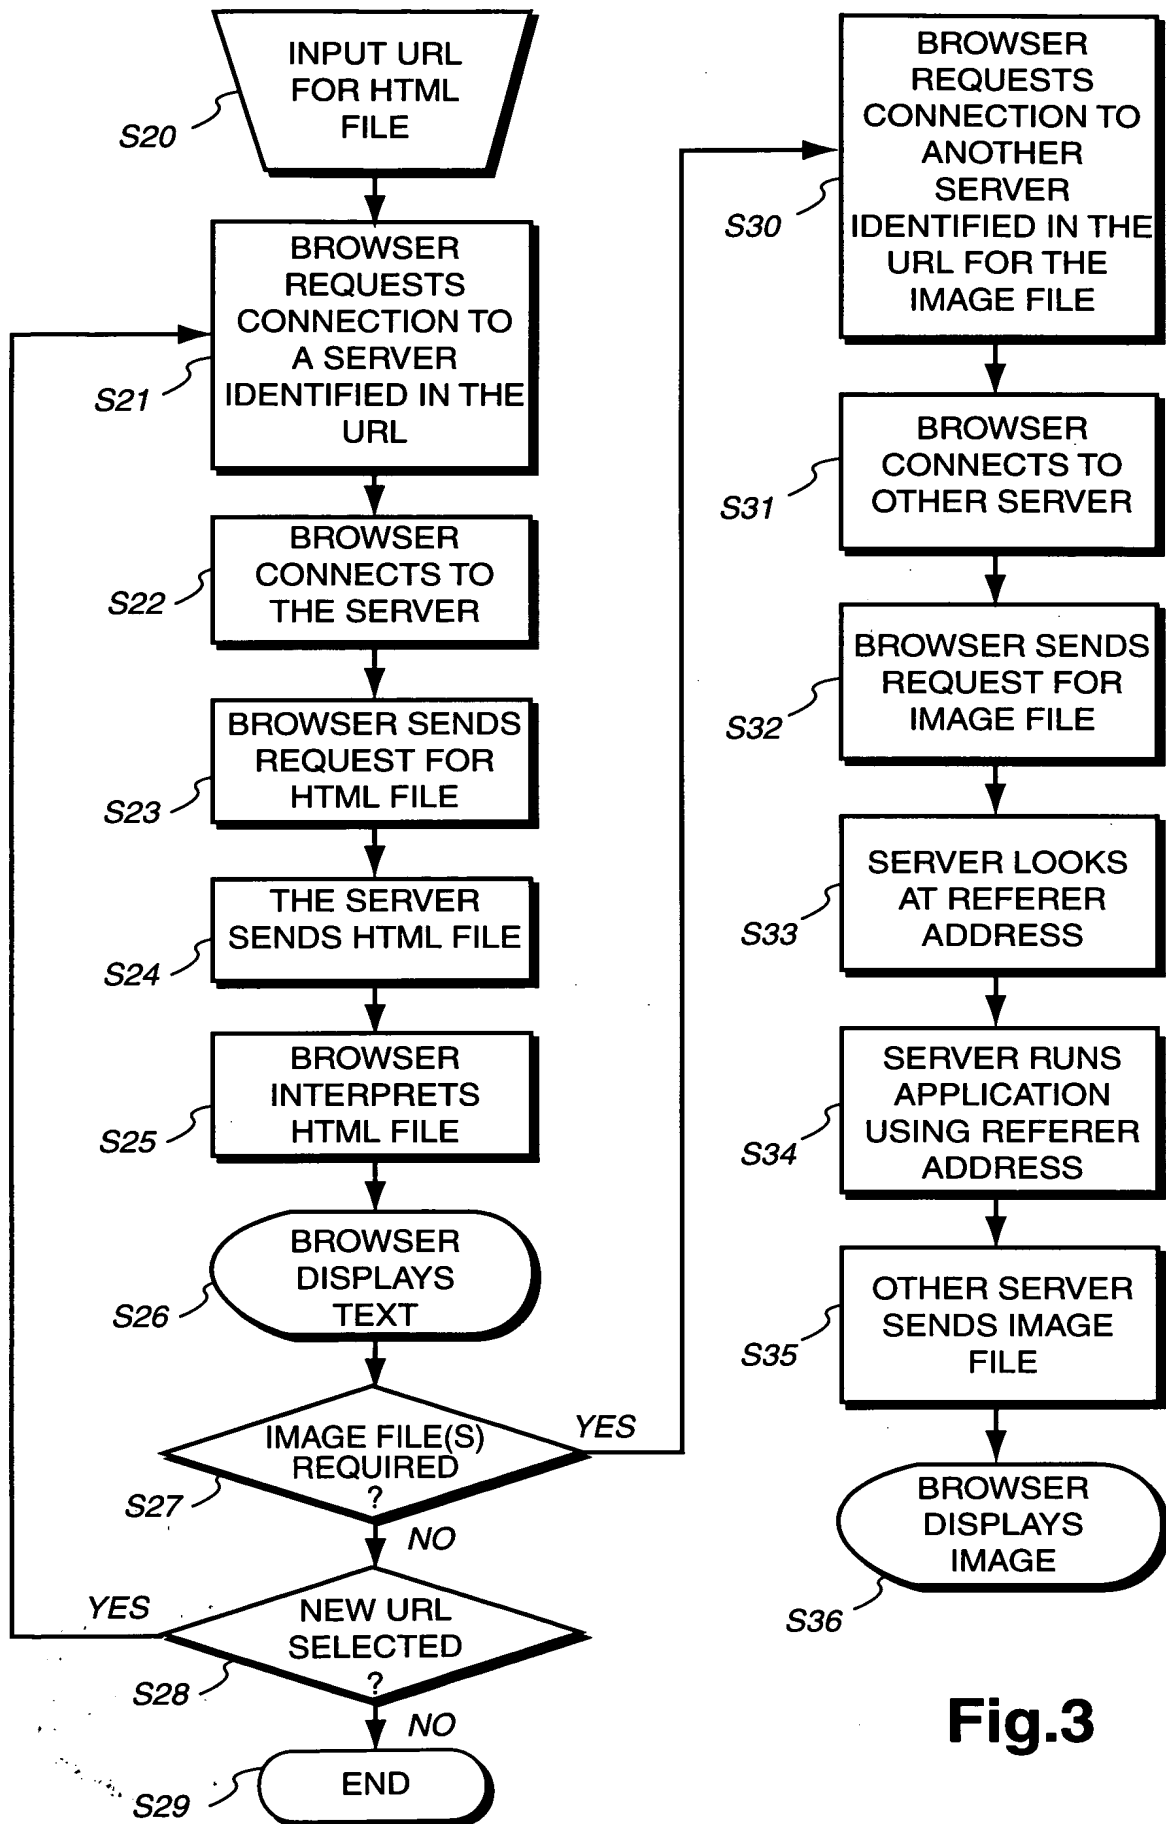 INPUT URL
FOR HTML
FILE
S20
BROWSER
REQUESTS
CONNECTION TO
A SERVER
IDENTIFIED IN THE
URL
S21
BROWSER
CONNECTS TO
THE SERVER
S22
BROWSER SENDS
REQUEST FOR
HTML FILE
S23
THE SERVER
SENDS HTML FILE
S24
BROWSER
INTERPRETS
HTML FILE
S25
BROWSER
DISPLAYS
TEXT
S26
IMAGE FILE(S)
REQUIRED
?
YES
S27
NO
YES
NEW URL
SELECTED
?
S28
NO
END
S29
BROWSER
REQUESTS
CONNECTION TO
ANOTHER
SERVER
IDENTIFIED IN THE
URL FOR THE
IMAGE FILE
S30
BROWSER
CONNECTS TO
OTHER SERVER
S31
BROWSER SENDS
REQUEST FOR
IMAGE FILE
S32
SERVER LOOKS
AT REFERER
ADDRESS
S33
SERVER RUNS
APPLICATION
USING REFERER
ADDRESS
S34
OTHER SERVER
SENDS IMAGE
FILE
S35
BROWSER
DISPLAYS
IMAGE
S36
Fig.3